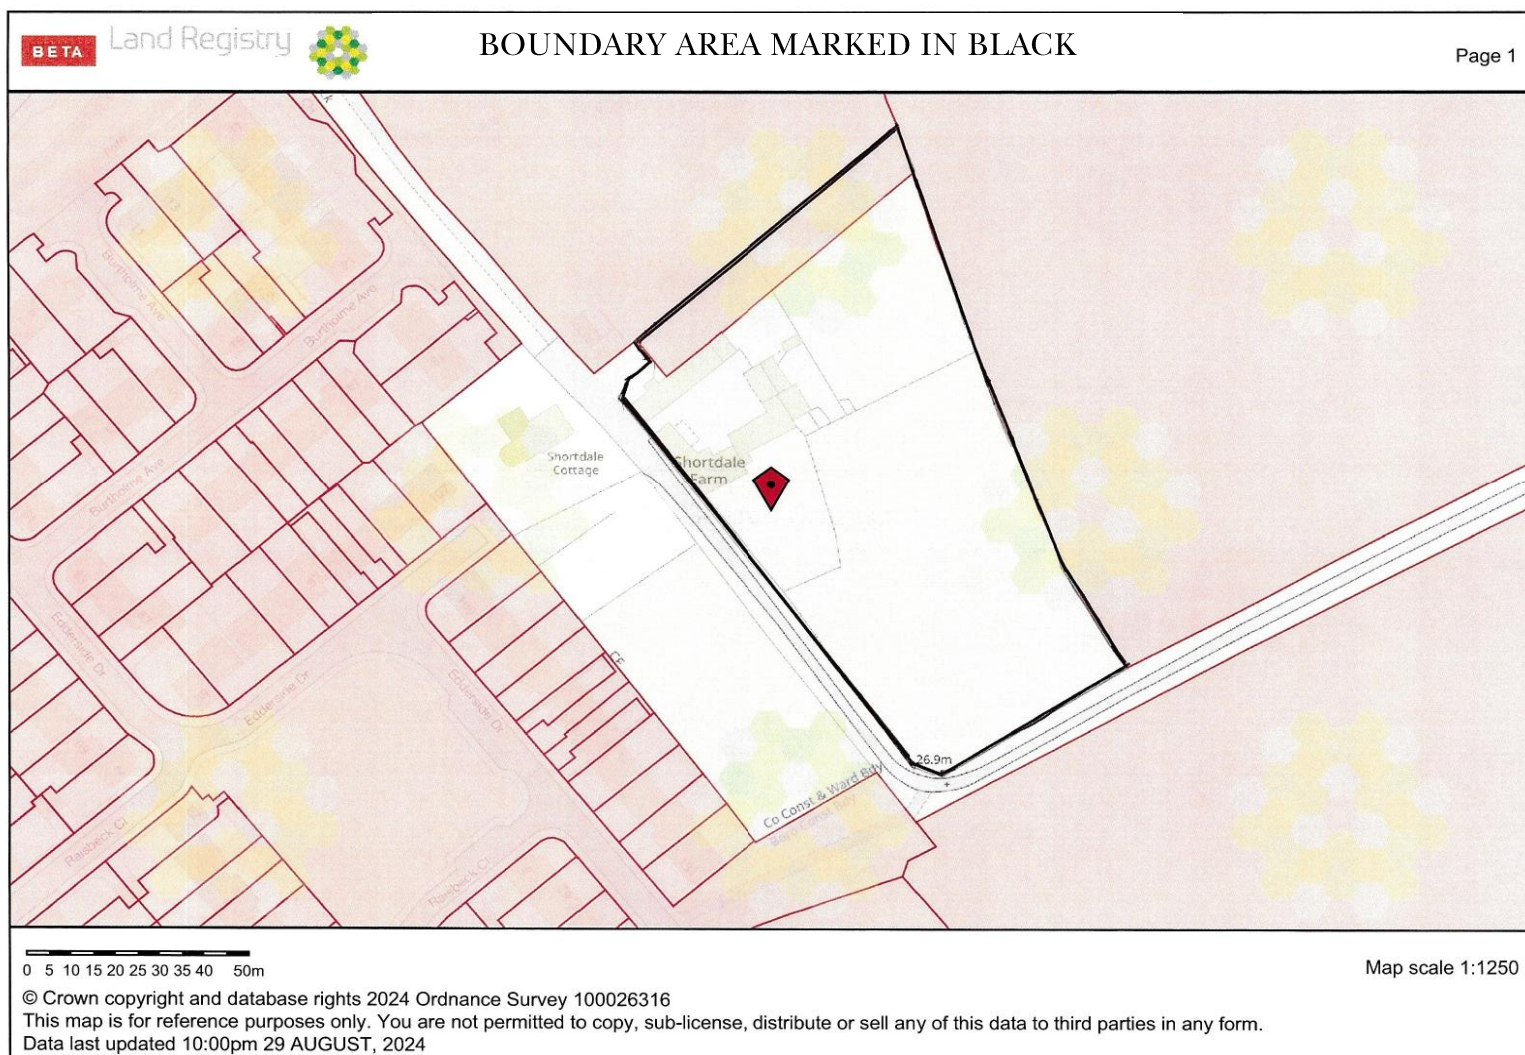 BETA
Land Registry
BOUNDARY AREA MARKED IN BLACK
Page 1
Burtholme Ave
Burtholme Ave
Burtholme Ave
Shortdale
Cottage
Shortdale
Farm
CF
Edderside Dr
Edderside Dr
Edderside Dr
26.9m
Co Const & Ward Bdy
Boro Const Bdy
Raisbeck Cl
Raisbeck Cl
0 5 10 15 20 25 30 35 40 50m
Map scale 1:1250
© Crown copyright and database rights 2024 Ordnance Survey 100026316
This map is for reference purposes only. You are not permitted to copy, sub-license, distribute or sell any of this data to third parties in any form.
Data last updated 10:00pm 29 AUGUST, 2024